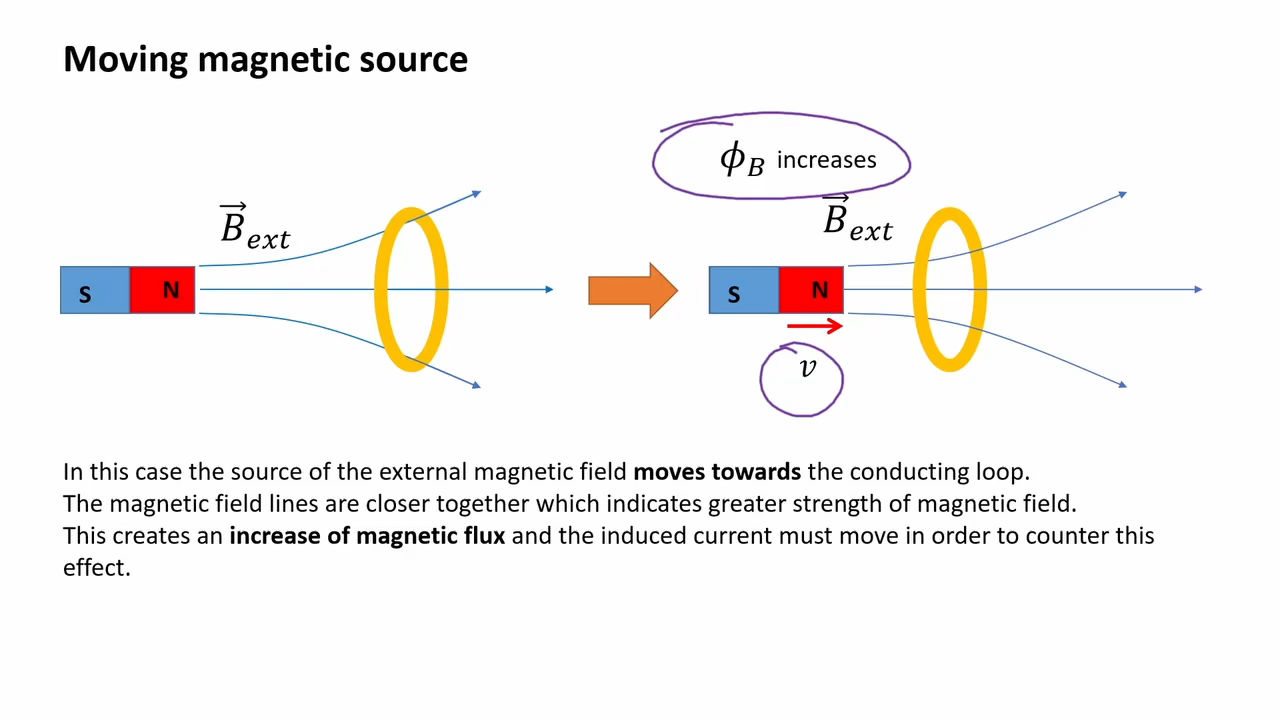 Moving magnetic source
ϕB increases
B⃗ext
B⃗ext
S N
S N
v
In this case the source of the external magnetic field moves towards the conducting loop.
The magnetic field lines are closer together which indicates greater strength of magnetic field.
This creates an increase of magnetic flux and the induced current must move in order to counter this
effect.